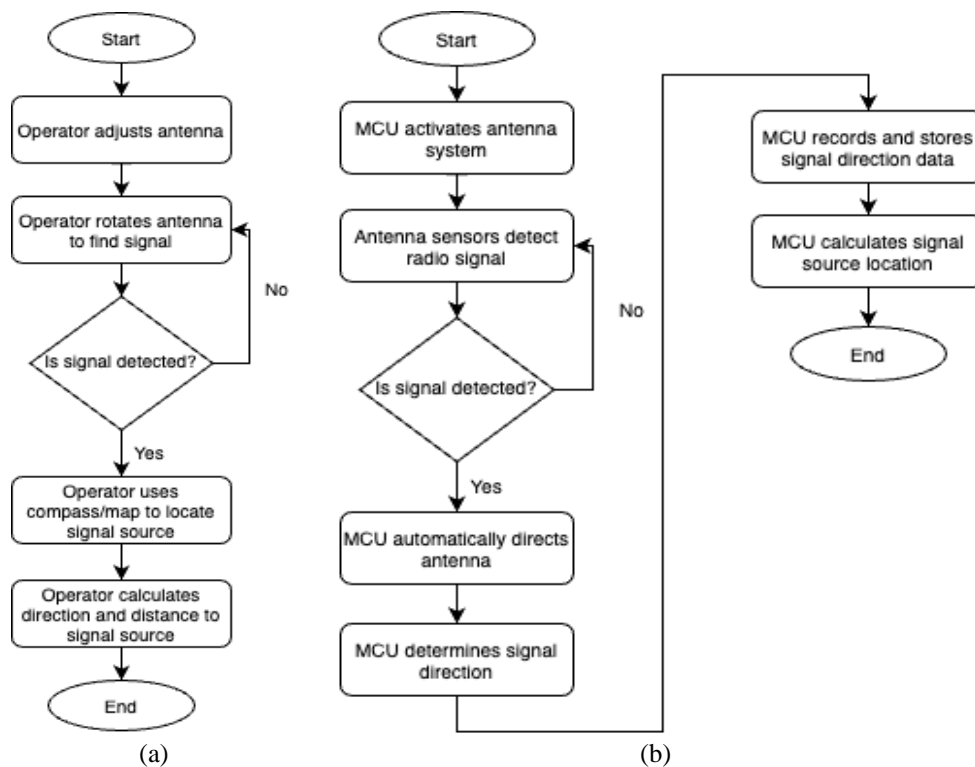 Start
Operator adjusts antenna
Operator rotates antenna
to find signal
No
Is signal detected?
Yes
Operator uses
compass/map to locate
signal source
Operator calculates
direction and distance to
signal source
End
(a)
Start
MCU activates antenna
system
Antenna sensors detect
radio signal
No
Is signal detected?
Yes
MCU automatically directs
antenna
MCU determines signal
direction
MCU records and stores
signal direction data
MCU calculates signal
source location
End
(b)